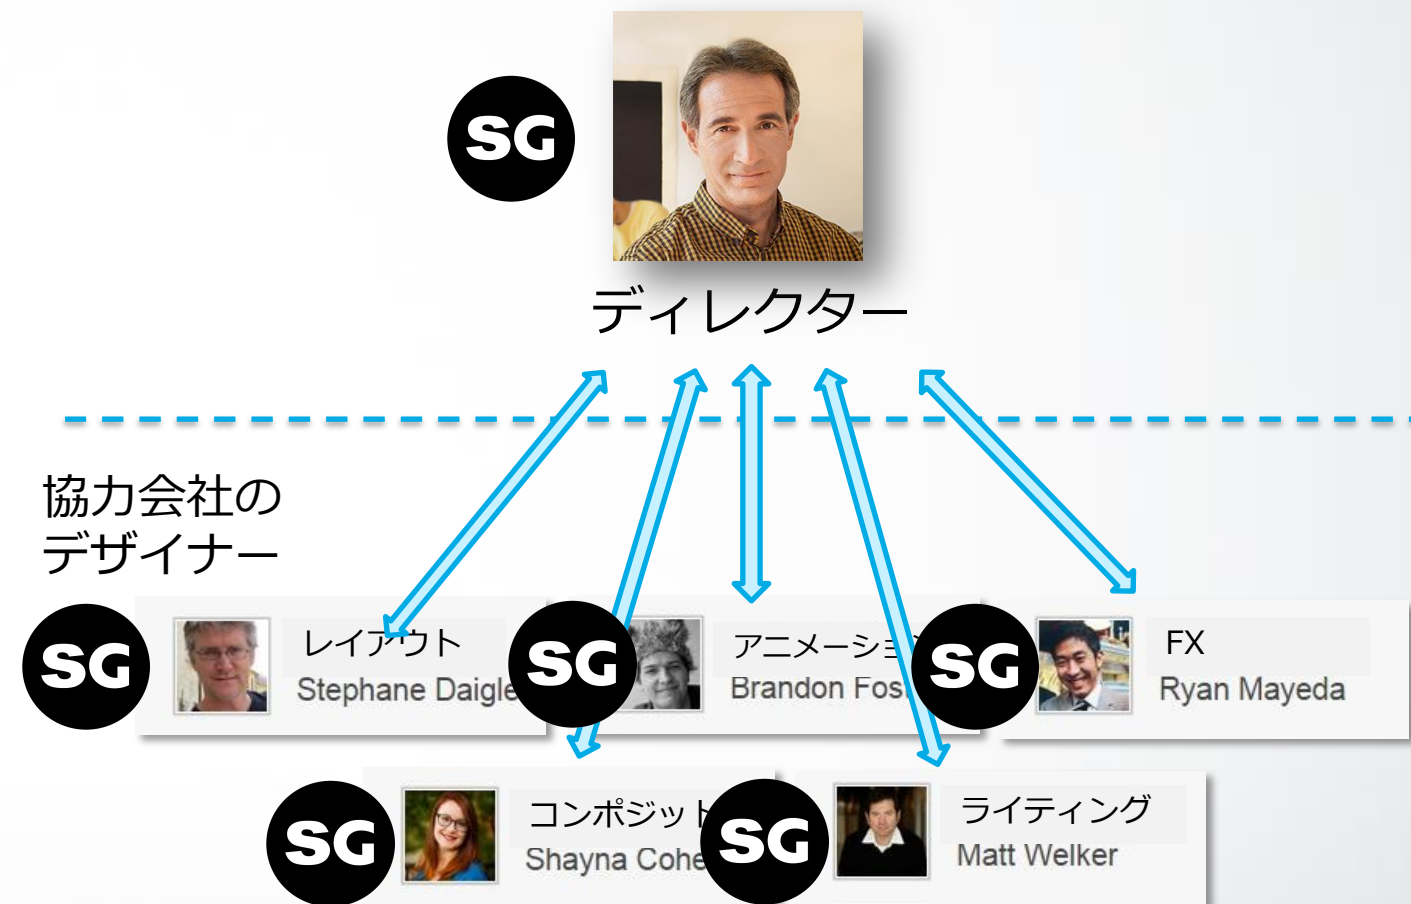 SG
ディレクター
協力会社の
デザイナー
SG
レイアウト
Stephane Daigle
SG
アニメーション
Brandon Fos
SG
FX
Ryan Mayeda
SG
コンポジット
Shayna Cohe
SG
ライティング
Matt Welker